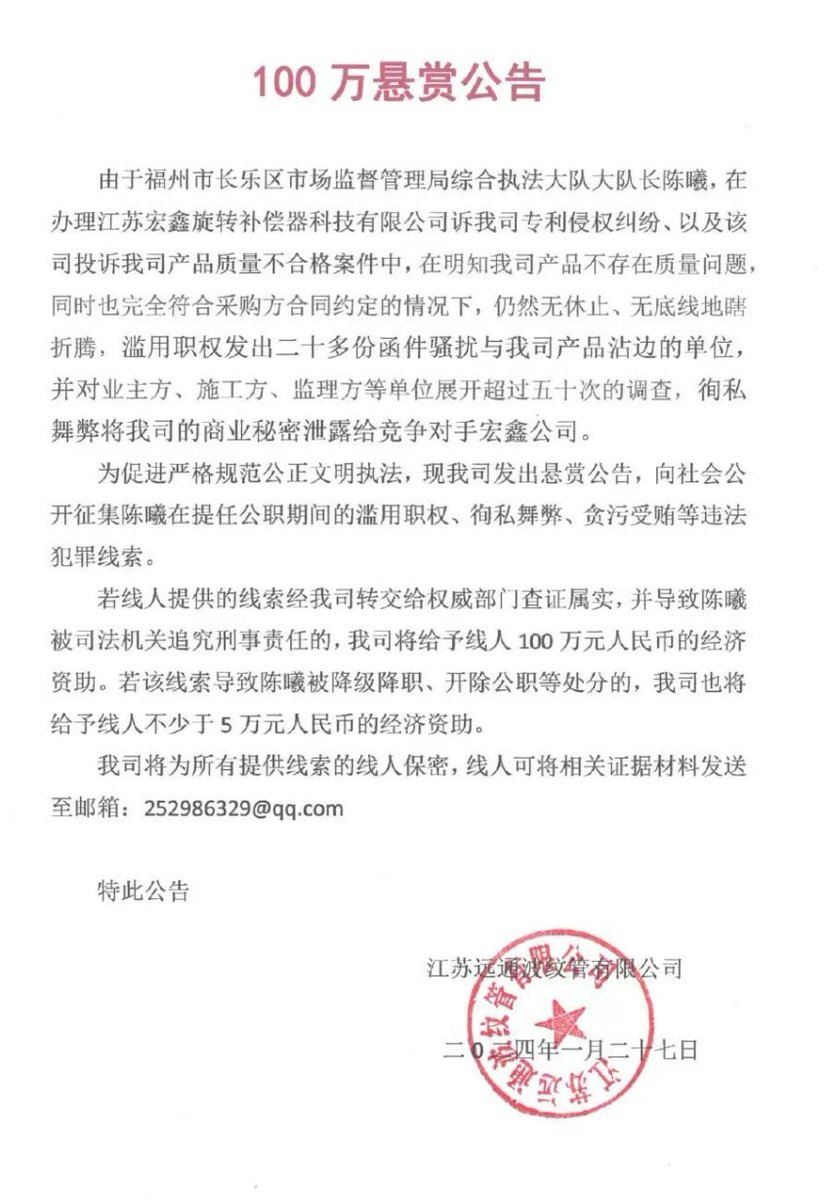 100 万悬赏公告
由于福州市长乐区市场监督管理局综合执法大队大队长陈曦，在
办理江苏宏鑫旋转补偿器科技有限公司诉我司专利侵权纠纷、以及该
司投诉我司产品质量不合格案件中，在明知我司产品不存在质量问题，
同时也完全符合采购方合同约定的情况下，仍然无休止、无底线地瞎
折腾，滥用职权发出二十多份函件骚扰与我司产品沾边的单位，
并对业主方、施工方、监理方等单位展开超过五十次的调查，徇私
舞弊将我司的商业秘密泄露给竞争对手宏鑫公司。
为促进严格规范公正文明执法，现我司发出悬赏公告，向社会公
开征集陈曦在提任公职期间的滥用职权、徇私舞弊、贪污受贿等违法
犯罪线索。
若线人提供的线索经我司转交给权威部门查证属实，并导致陈曦
被司法机关追究刑事责任的，我司将给予线人 100 万元人民币的经济
资助。若该线索导致陈曦被降级降职、开除公职等处分的，我司也将
给予线人不少于 5 万元人民币的经济资助。
我司将为所有提供线索的线人保密，线人可将相关证据材料发送
至邮箱：252986329@qq.com
特此公告
江苏远通波纹管有限公司
二0二四年一月二十七日
江苏远通波纹管有限公司